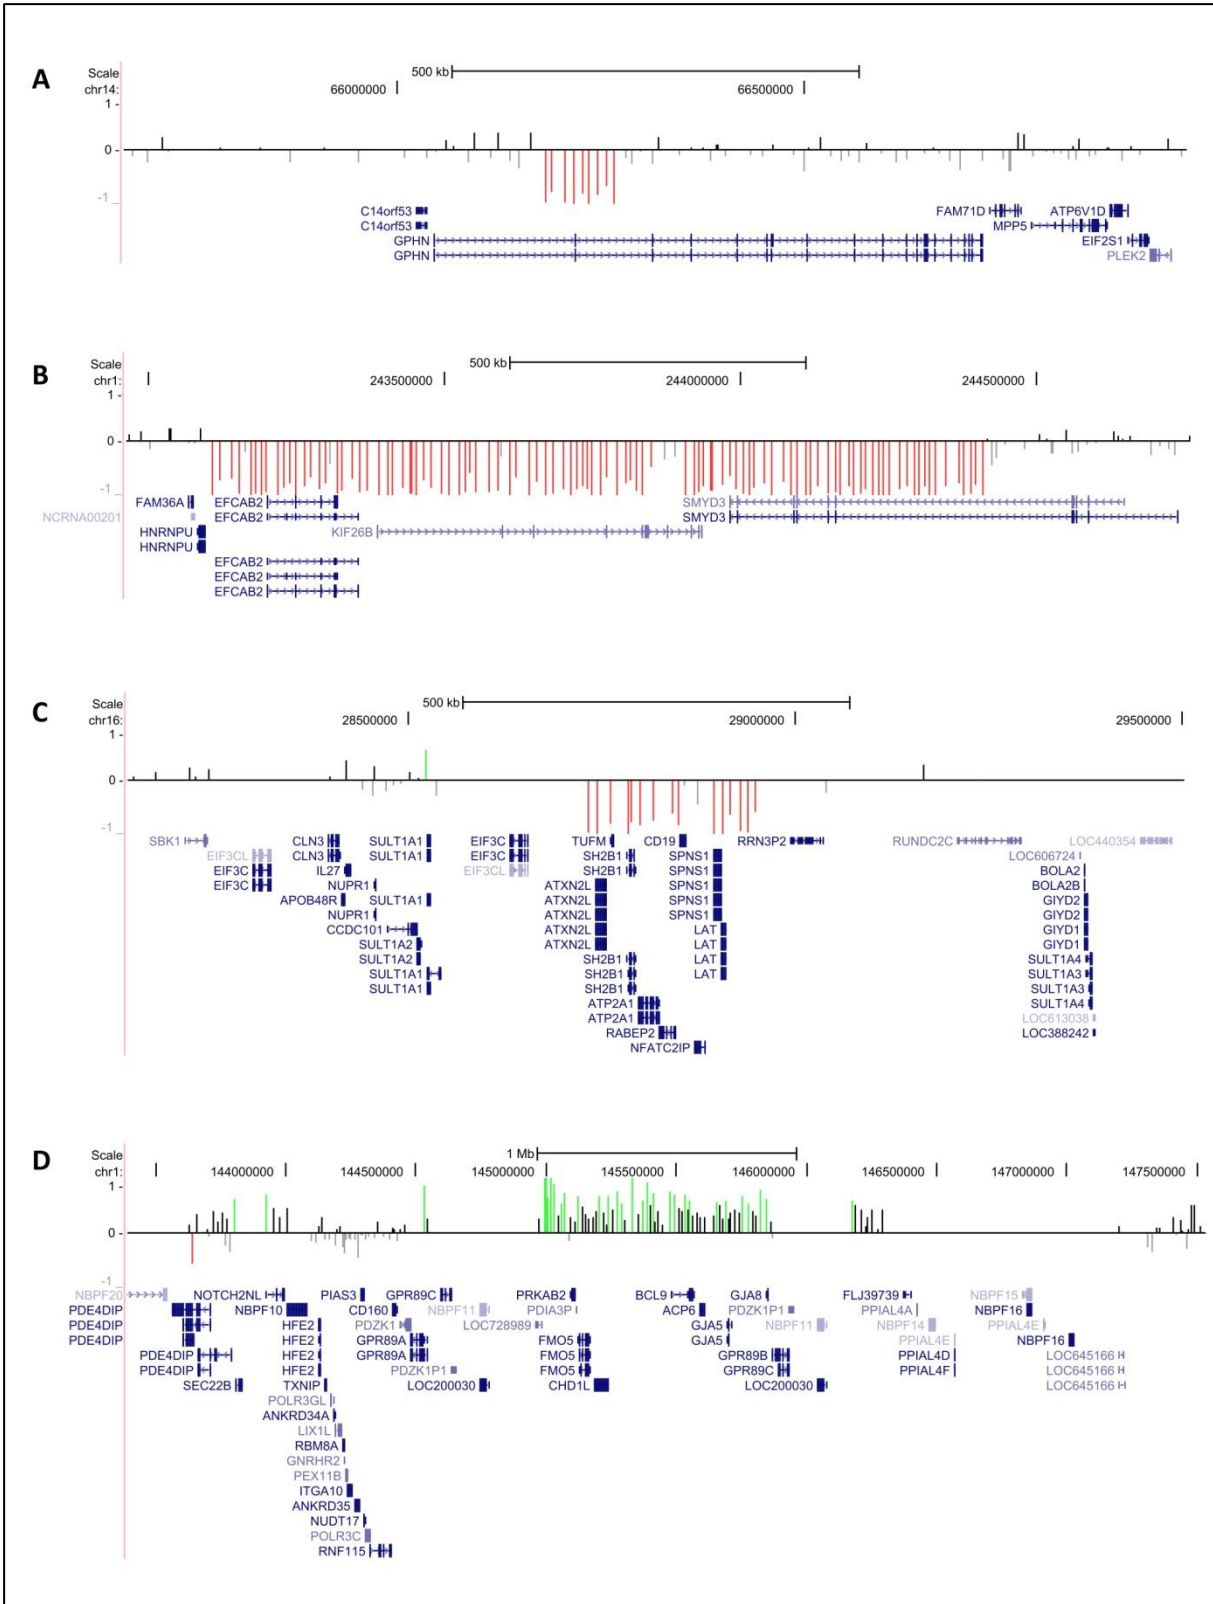 A
Scale 500 kb
chr14: 66000000 66500000
1
0
-1
C14orf53 FAM71D ATP6V1D
C14orf53 MPP5
GPHN EIF2S1
GPHN PLEK2
B
Scale 500 kb
chr1: 243500000 244000000 244500000
1
0
-1
FAM36A EFCAB2 SMYD3
NCRNA00201 EFCAB2 SMYD3
HNRNPU KIF26B
HNRNPU
EFCAB2
EFCAB2
EFCAB2
C
Scale 500 kb
chr16: 28500000 29000000 29500000
1
0
-1
SBK1 CLN3 SULT1A1 EIF3C TUFM CD19 RRN3P2 RUNDC2C LOC440354
EIF3CL CLN3 SULT1A1 EIF3C SH2B1 SPNS1 LOC606724
EIF3C IL27 EIF3CL SH2B1 SPNS1 BOLA2
EIF3C NUPR1 ATXN2L SPNS1 BOLA2B
APOB48R SULT1A1 ATXN2L SPNS1 GIYD2
NUPR1 ATXN2L SPNS1 GIYD2
CCDC101 ATXN2L LAT GIYD1
SULT1A2 ATXN2L LAT GIYD1
SULT1A2 SH2B1 LAT SULT1A4
SULT1A1 SH2B1 LAT SULT1A3
SULT1A1 SH2B1 SULT1A3
ATP2A1 SULT1A4
ATP2A1 LOC613038
RABEP2 LOC388242
NFATC2IP
D
Scale 1 Mb
chr1: 144000000 144500000 145000000 145500000 146000000 146500000 147000000 147500000
1
0
-1
NBPF20 NOTCH2NL PIAS3 GPR89C PRKAB2 BCL9 GJA8 FLJ39739 NBPF15
PDE4DIP NBPF10 CD160 NBPF11 PDIA3P ACP6 PDZK1P1 PPIAL4A NBPF16
PDE4DIP HFE2 PDZK1 LOC728989 GJA5 NBPF11 NBPF14 PPIAL4E
PDE4DIP HFE2 GPR89A FMO5 GJA5 PPIAL4E NBPF16
PDE4DIP HFE2 GPR89A FMO5 GPR89B PPIAL4D LOC645166
PDE4DIP HFE2 PDZK1P1 FMO5 GPR89C PPIAL4F LOC645166
SEC22B TXNIP LOC200030 CHD1L LOC200030 LOC645166
POLR3GL
ANKRD34A
LIX1L
RBM8A
GNRHR2
PEX11B
ITGA10
ANKRD35
NUDT17
POLR3C
RNF115